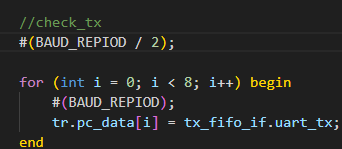 //check_tx
#(BAUD_REPIOD / 2);
for (int i = 0; i < 8; i++) begin
#(BAUD_REPIOD);
tr.pc_data[i] = tx_fifo_if.uart_tx;
end